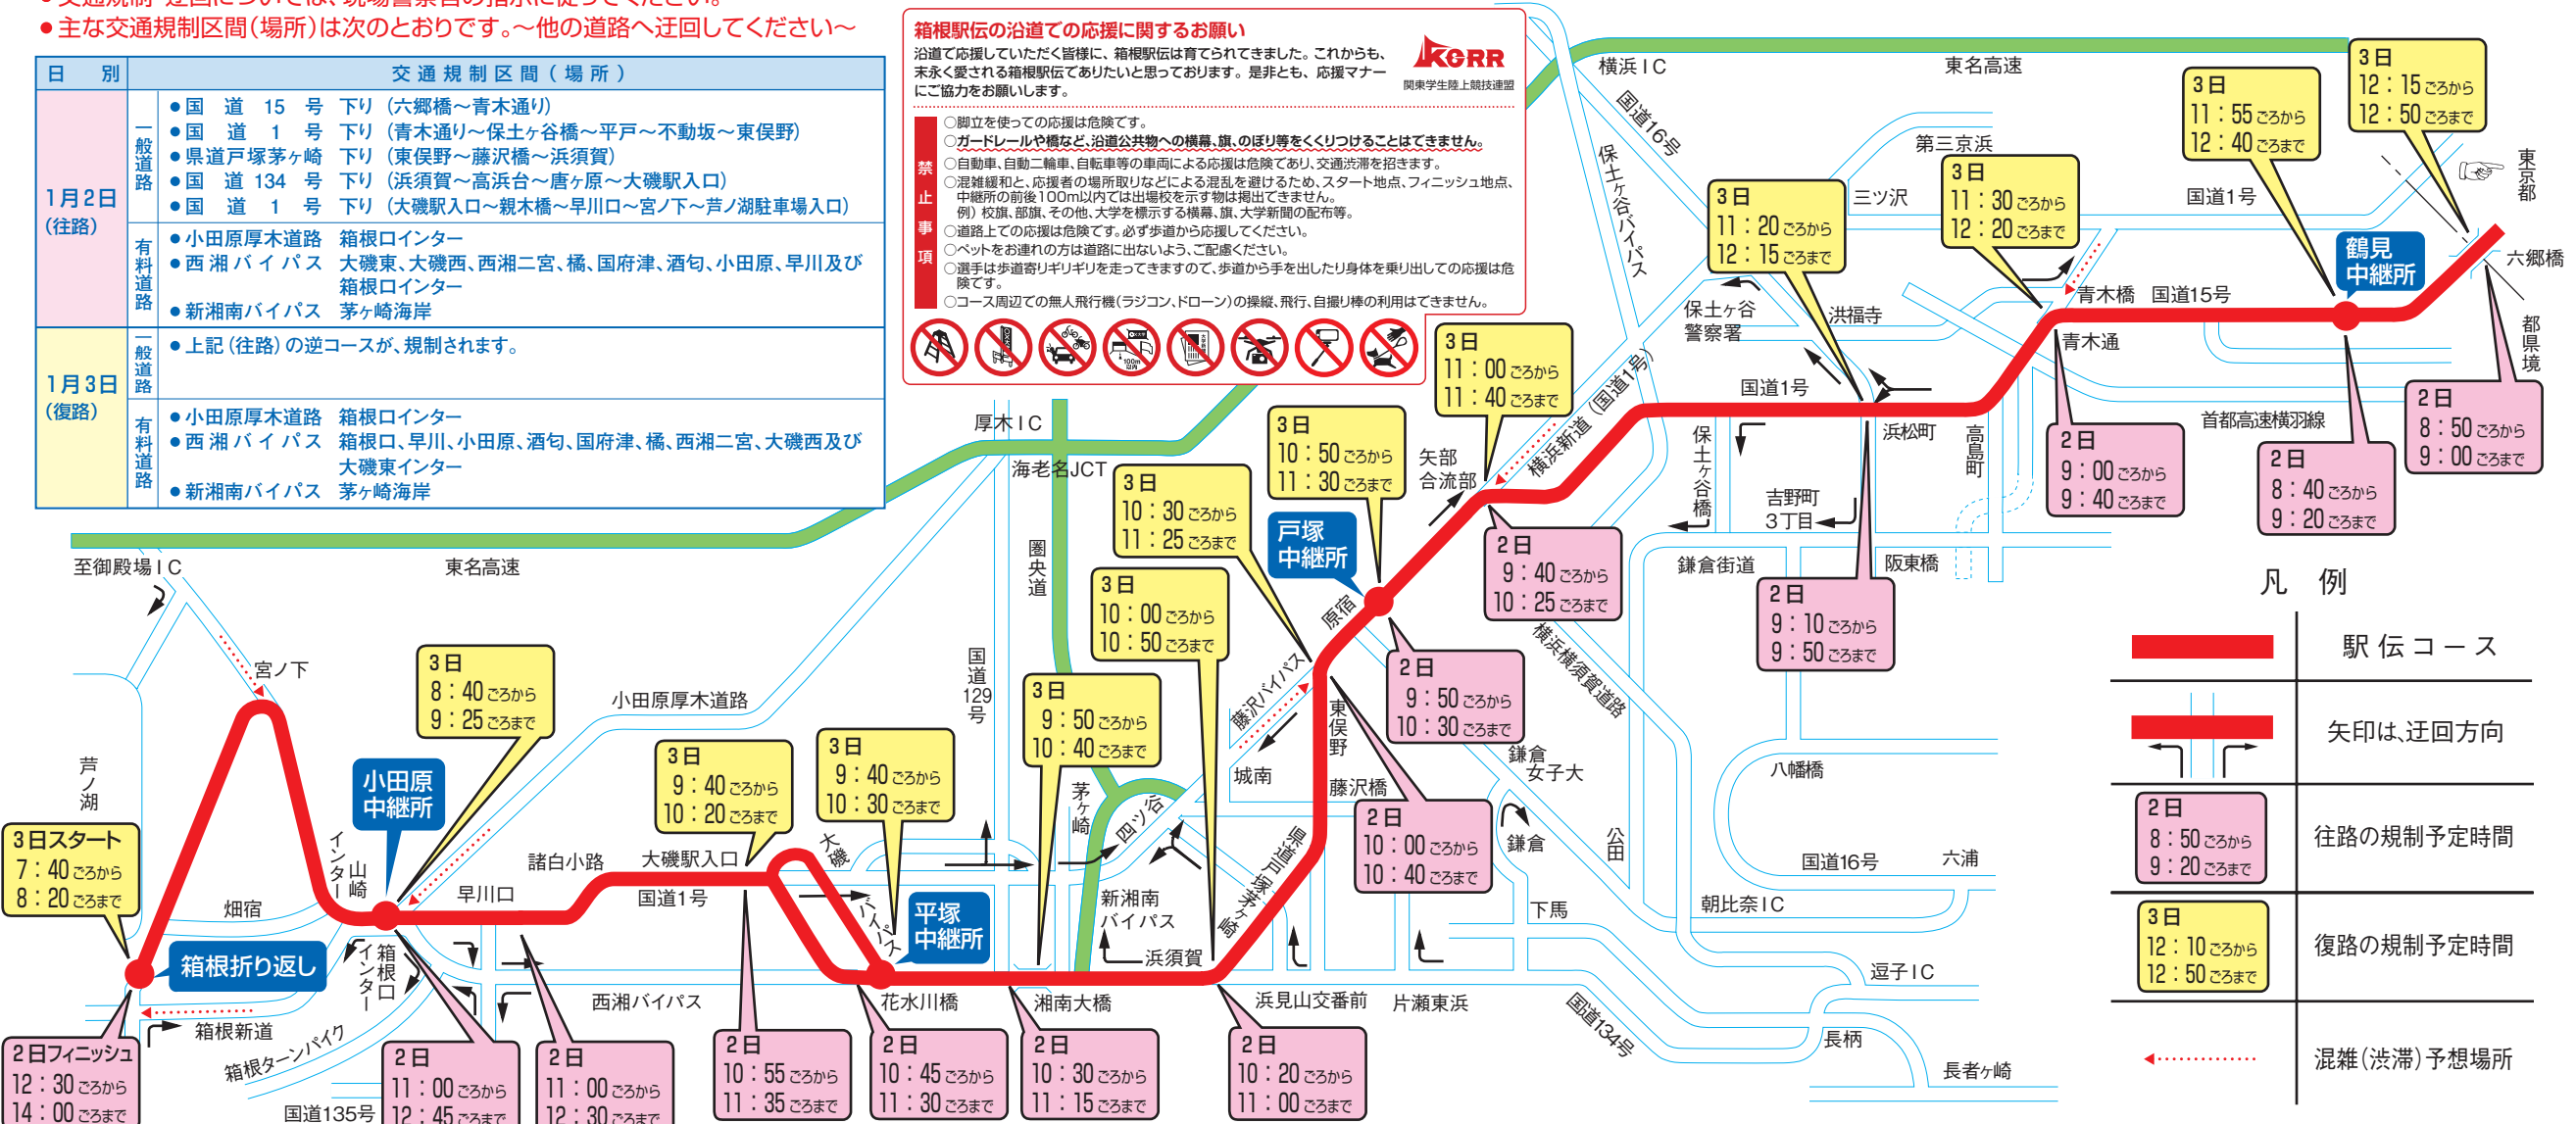 ●主な交通規制区間(場所)は次のとおりです。～他の道路へ迂回してください～
日 別
交通規制区間(場所)
1月2日
(往路)
一般道路
●国道15号 下り (六郷橋～青木通り)
●国道1号 下り (青木通り～保土ヶ谷橋～平戸～不動坂～東俣野)
●県道戸塚茅ヶ崎 下り (東俣野～藤沢橋～浜須賀)
●国道134号 下り (浜須賀～高浜台～唐ヶ原～大磯駅入口)
●国道1号 下り (大磯駅入口～親木橋～早川口～宮ノ下～芦ノ湖駐車場入口)
有料道路
●小田原厚木道路 箱根口インター
●西湘バイパス 大磯東、大磯西、西湘二宮、橘、国府津、酒匂、小田原、早川及び
箱根口インター
●新湘南バイパス 茅ヶ崎海岸
1月3日
(復路)
一般道路
●上記(往路)の逆コースが、規制されます。
有料道路
●小田原厚木道路 箱根口インター
●西湘バイパス 箱根口、早川、小田原、酒匂、国府津、橘、西湘二宮、大磯西及び
大磯東インター
●新湘南バイパス 茅ヶ崎海岸
箱根駅伝の沿道での応援に関するお願い
沿道で応援していただく皆様に、箱根駅伝は育てられてきました。これからも、
末永く愛される箱根駅伝でありたいと思っております。是非とも、応援マナー
にご協力をお願いします。
KGRR
関東学生陸上競技連盟
禁止事項
○脚立を使っての応援は危険です。
○ガードレールや橋など、沿道公共物への横幕、旗、のぼり等をくくりつけることはできません。
○自動車、自動二輪車、自転車等の車両による応援は危険であり、交通渋滞を招きます。
○混雑緩和と、応援者の場所取りなどによる混乱を避けるため、スタート地点、フィニッシュ地点、
中継所の前後100m以内では出場校を示す物は掲出できません。
例)校旗、部旗、その他、大学を標示する横幕、旗、大学新聞の配布等。
○道路上での応援は危険です。必ず歩道から応援してください。
○ペットをお連れの方は道路に出ないよう、ご配慮ください。
○選手は歩道寄りギリギリを走ってきますので、歩道から手を出したり身体を乗り出しての応援は危
険です。
○コース周辺での無人飛行機(ラジコン、ドローン)の操縦、飛行、自撮り棒の利用はできません。
100m
以内
横浜IC
東名高速
国道16号
保土ヶ谷バイパス
第三京浜
三ツ沢
国道1号
東京都
六郷橋
都県境
3日
12:15ごろから
12:50ごろまで
3日
11:55ごろから
12:40ごろまで
3日
11:30ごろから
12:20ごろまで
3日
11:20ごろから
12:15ごろまで
鶴見
中継所
青木橋
国道15号
青木通
保土ヶ谷
警察署
洪福寺
国道1号
浜松町
高島町
首都高速横羽線
保土ヶ谷橋
吉野町
3丁目
鎌倉街道
阪東橋
2日
8:50ごろから
9:00ごろまで
2日
8:40ごろから
9:20ごろまで
2日
9:00ごろから
9:40ごろまで
2日
9:10ごろから
9:50ごろまで
3日
11:00ごろから
11:40ごろまで
横浜新道(国道1号)
矢部
合流部
3日
10:50ごろから
11:30ごろまで
戸塚
中継所
原宿
2日
9:40ごろから
10:25ごろまで
2日
9:50ごろから
10:30ごろまで
横浜横須賀道路
厚木IC
海老名JCT
圏央道
国道129号
3日
10:30ごろから
11:25ごろまで
3日
10:00ごろから
10:50ごろまで
3日
9:50ごろから
10:40ごろまで
藤沢バイパス
東俣野
城南
藤沢橋
県道戸塚茅ヶ崎
鎌倉
女子大
鎌倉
公田
八幡橋
国道16号
六浦
朝比奈IC
下馬
逗子IC
長柄
長者ヶ崎
国道134号
2日
10:00ごろから
10:40ごろまで
茅ヶ崎
四ツ谷
新湘南
バイパス
浜須賀
浜見山交番前
片瀬東浜
湘南大橋
花水川橋
平塚
中継所
大磯
バイパス
3日
9:40ごろから
10:30ごろまで
3日
9:40ごろから
10:20ごろまで
大磯駅入口
諸白小路
国道1号
西湘バイパス
早川口
小田原厚木道路
東名高速
至御殿場IC
宮ノ下
芦ノ湖
畑宿
山崎
インター
箱根口
インター
小田原
中継所
3日
8:40ごろから
9:25ごろまで
3日スタート
7:40ごろから
8:20ごろまで
箱根折り返し
箱根新道
箱根ターンパイク
国道135号
2日フィニッシュ
12:30ごろから
14:00ごろまで
2日
11:00ごろから
12:45ごろまで
2日
11:00ごろから
12:30ごろまで
2日
10:55ごろから
11:35ごろまで
2日
10:45ごろから
11:30ごろまで
2日
10:30ごろから
11:15ごろまで
2日
10:20ごろから
11:00ごろまで
凡 例
駅伝コース
矢印は、迂回方向
2日
8:50ごろから
9:20ごろまで
往路の規制予定時間
3日
12:10ごろから
12:50ごろまで
復路の規制予定時間
混雑(渋滞)予想場所